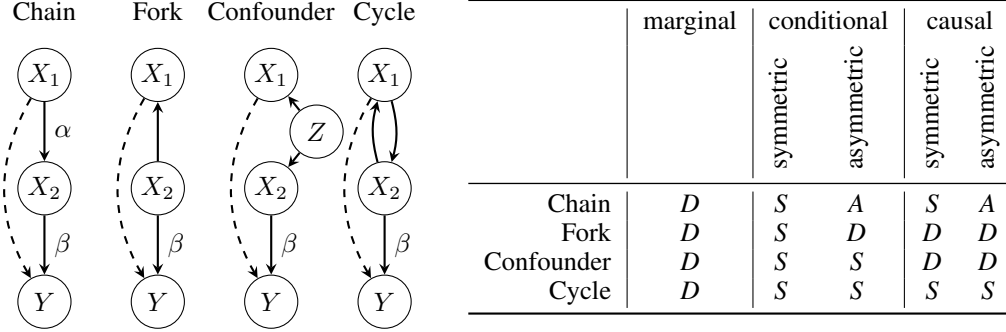 Chain Fork Confounder Cycle
X₁ X₁ X₁ X₁
Z
α
X₂ X₂ X₂ X₂
β β β β
Y Y Y Y
marginal conditional causal
symmetric asymmetric symmetric asymmetric
Chain D S A S A
Fork D S D D D
Confounder D S S D D
Cycle D S S S S